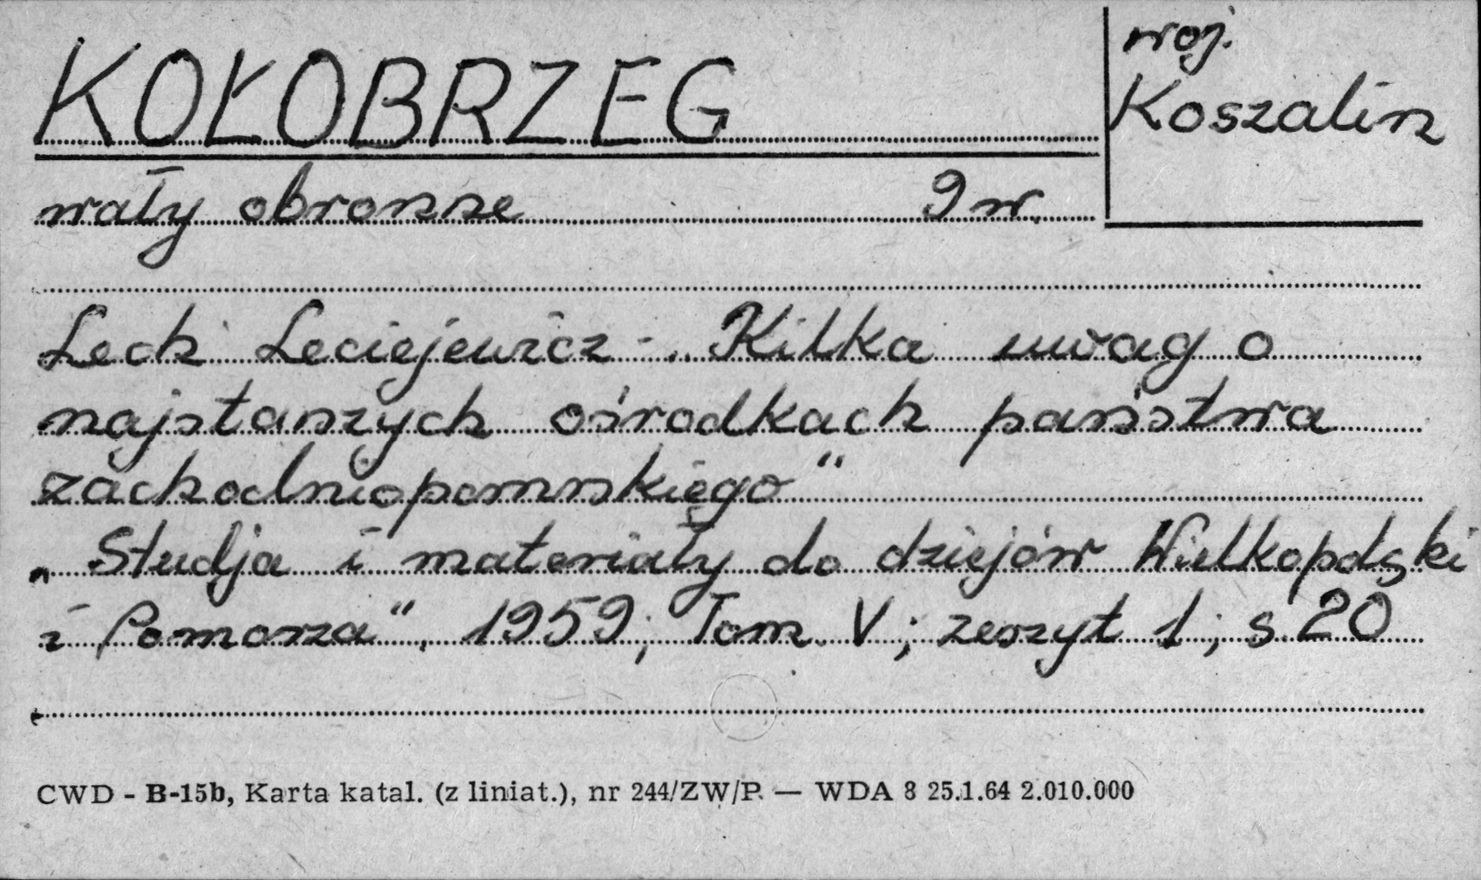 KOŁOBRZEG
woj.
Koszalin
wały obronne 9 w.
Lech Leciejewicz - „Kilka uwag o
najstarszych ośrodkach państwa
zachodniopomorskiego“
„Studja i materiały do dziejów Wielkopolski
i Pomorza“, 1959; Tom V; zeszyt 1; s. 20
CWD - B-15b, Karta katal. (z liniat.), nr 244/ZW/P. — WDA 8 25.1.64 2.010.000